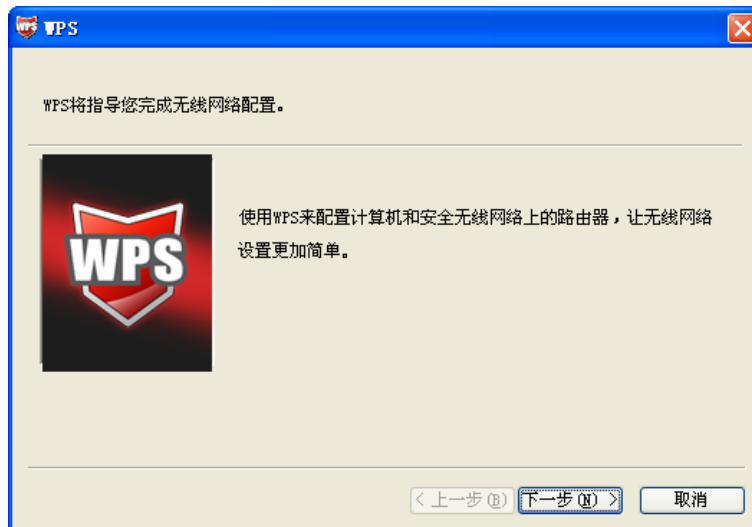 WPS
WPS将指导您完成无线网络配置。
WPS
使用WPS来配置计算机和安全无线网络上的路由器，让无线网络
设置更加简单。
< 上一步(B) 下一步(N) > 取消